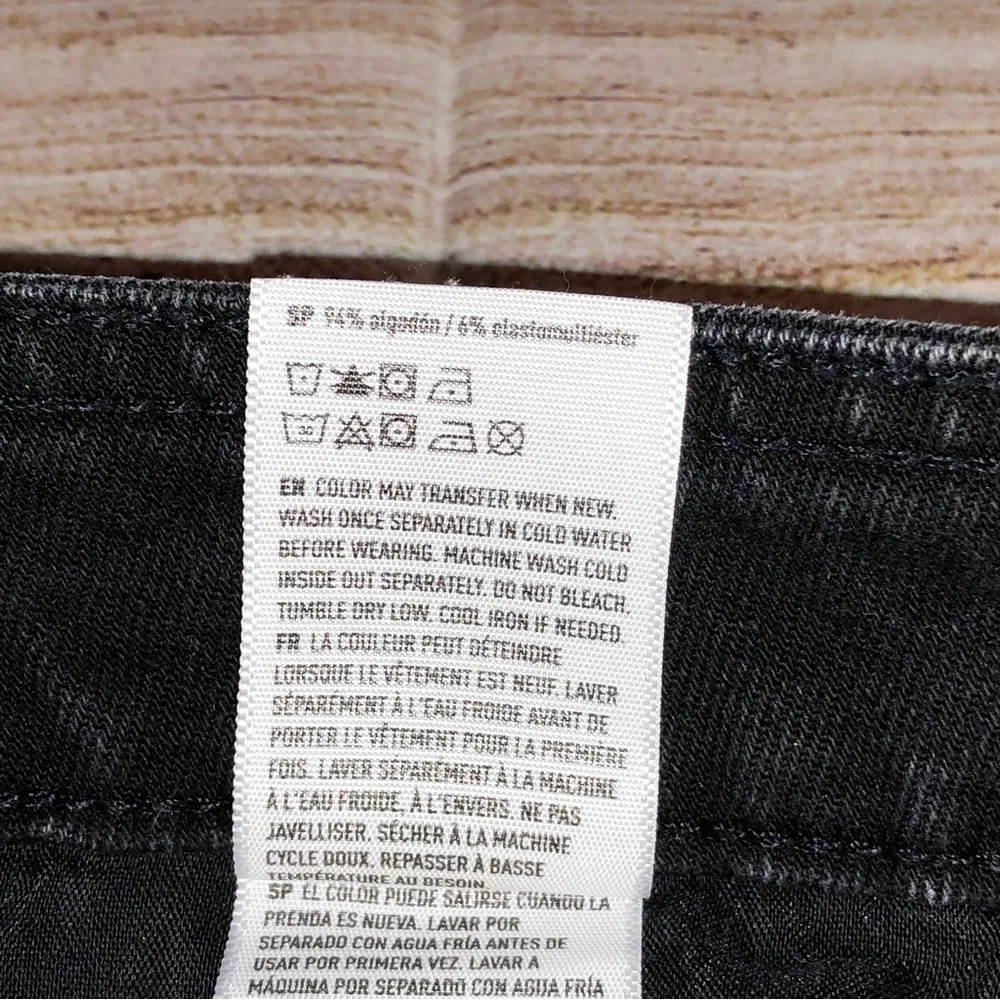 SP 94% algodón / 6% elastomultiéster
30
EN COLOR MAY TRANSFER WHEN NEW.
WASH ONCE SEPARATELY IN COLD WATER
BEFORE WEARING. MACHINE WASH COLD
INSIDE OUT SEPARATELY. DO NOT BLEACH.
TUMBLE DRY LOW. COOL IRON IF NEEDED.
FR LA COULEUR PEUT DÉTEINDRE
LORSQUE LE VÊTEMENT EST NEUF. LAVER
SÉPARÉMENT À L'EAU FROIDE AVANT DE
PORTER LE VÊTEMENT POUR LA PREMIÈRE
FOIS. LAVER SÉPARÉMENT À LA MACHINE
À L'EAU FROIDE, À L'ENVERS. NE PAS
JAVELLISER. SÉCHER À LA MACHINE
CYCLE DOUX. REPASSER À BASSE
TEMPÉRATURE AU BESOIN.
SP EL COLOR PUEDE SALIRSE CUANDO LA
PRENDA ES NUEVA. LAVAR POR
SEPARADO CON AGUA FRÍA ANTES DE
USAR POR PRIMERA VEZ. LAVAR A
MÁQUINA POR SEPARADO CON AGUA FRÍA